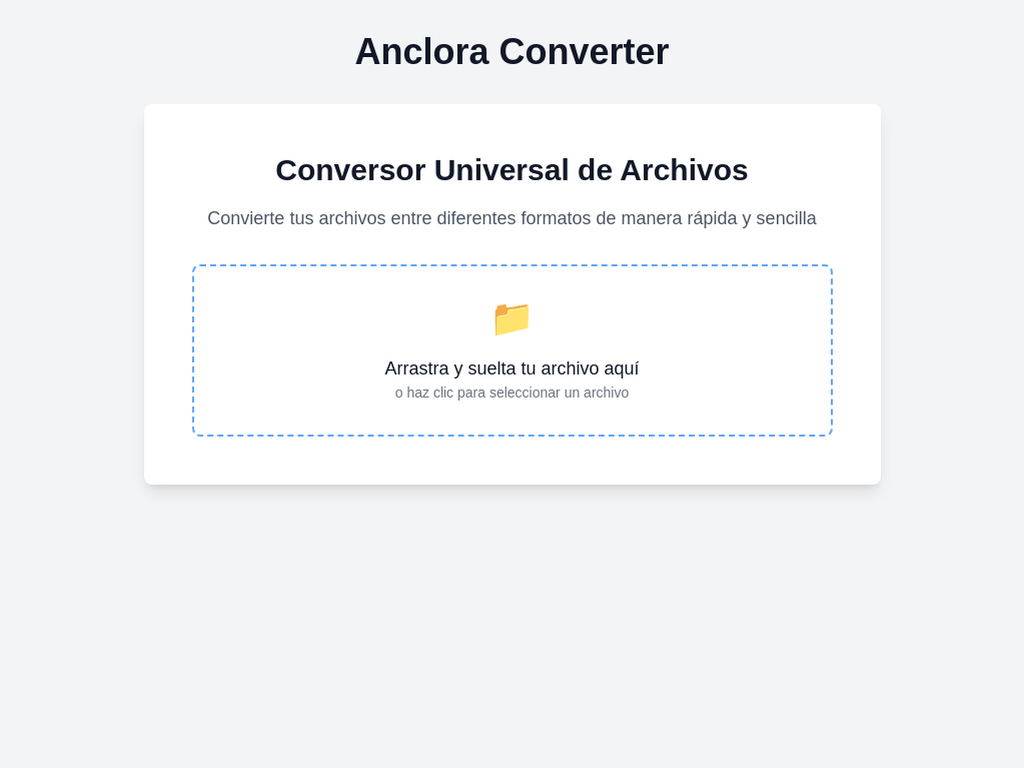 Anclora Converter
Conversor Universal de Archivos
Convierte tus archivos entre diferentes formatos de manera rápida y sencilla
Arrastra y suelta tu archivo aquí
o haz clic para seleccionar un archivo